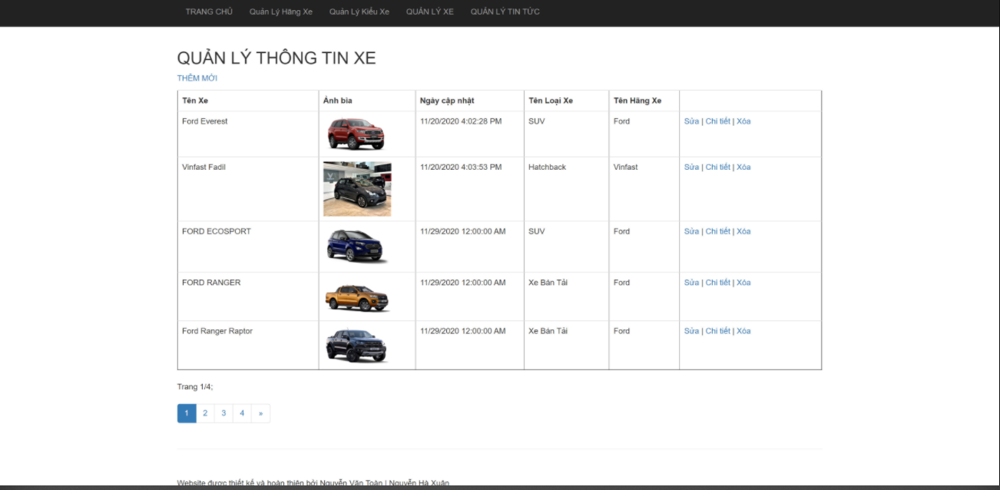 TRANG CHỦ Quản Lý Hãng Xe Quản Lý Kiểu Xe QUẢN LÝ XE QUẢN LÝ TIN TỨC
QUẢN LÝ THÔNG TIN XE
THÊM MỚI
Tên Xe Ảnh bìa Ngày cập nhật Tên Loại Xe Tên Hãng Xe
Ford Everest 11/20/2020 4:02:28 PM SUV Ford Sửa | Chi tiết | Xóa
Vinfast Fadil 11/20/2020 4:03:53 PM Hatchback Vinfast Sửa | Chi tiết | Xóa
FORD ECOSPORT 11/29/2020 12:00:00 AM SUV Ford Sửa | Chi tiết | Xóa
FORD RANGER 11/29/2020 12:00:00 AM Xe Bán Tải Ford Sửa | Chi tiết | Xóa
Ford Ranger Raptor 11/29/2020 12:00:00 AM Xe Bán Tải Ford Sửa | Chi tiết | Xóa
Trang 1/4;
1 2 3 4 »
Website được thiết kế và hoàn thiện bởi Nguyễn Văn Toàn | Nguyễn Hà Xuân